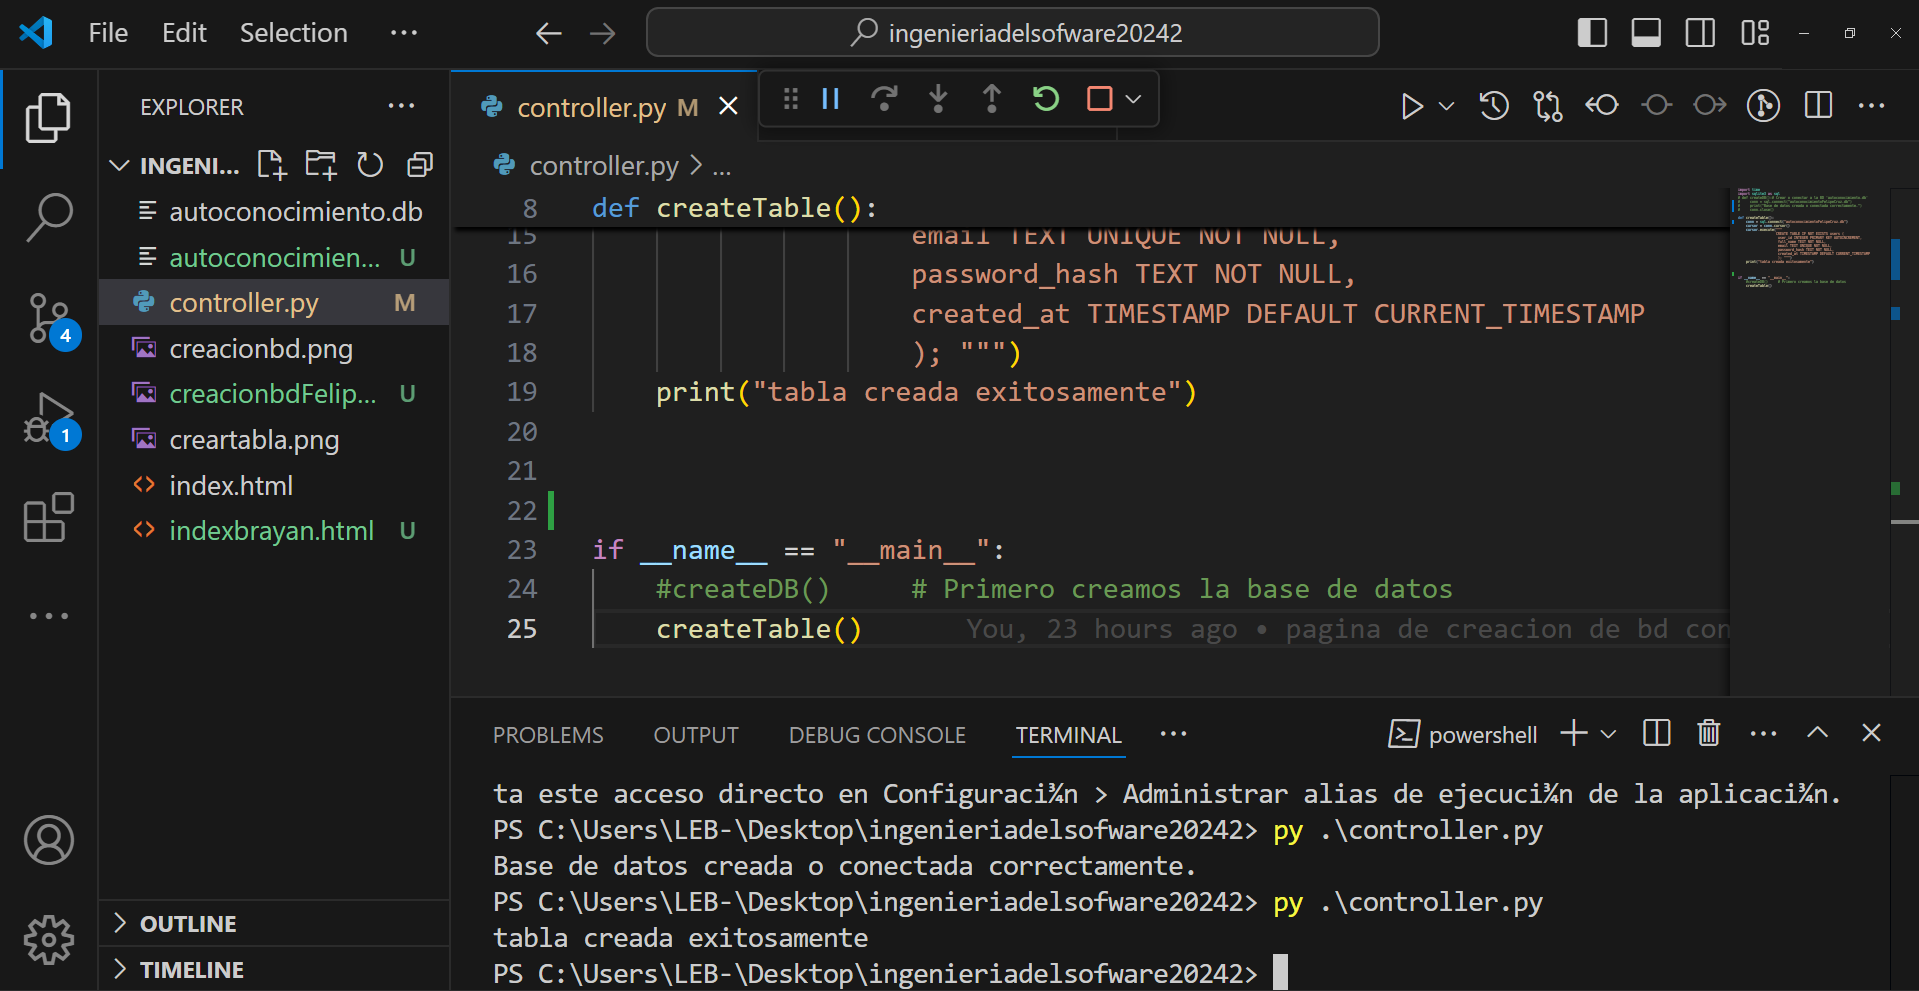 File Edit Selection ··· ingenieriadelsofware20242
EXPLORER ···
INGENI...
autoconocimiento.db
autoconocimien... U
controller.py M
creacionbd.png
creacionbdFelip... U
creartabla.png
index.html
indexbrayan.html U
OUTLINE
TIMELINE
4
1
controller.py M
controller.py > ...
8 def createTable():
15 email TEXT UNIQUE NOT NULL,
16 password_hash TEXT NOT NULL,
17 created_at TIMESTAMP DEFAULT CURRENT_TIMESTAMP
18 ); """)
19 print("tabla creada exitosamente")
20
21
22
23 if __name__ == "__main__":
24 #createDB() # Primero creamos la base de datos
25 createTable() You, 23 hours ago • pagina de creacion de bd con
PROBLEMS OUTPUT DEBUG CONSOLE TERMINAL ··· powershell
ta este acceso directo en Configuraci¾n > Administrar alias de ejecuci¾n de la aplicaci¾n.
PS C:\Users\LEB-\Desktop\ingenieriadelsofware20242> py .\controller.py
Base de datos creada o conectada correctamente.
PS C:\Users\LEB-\Desktop\ingenieriadelsofware20242> py .\controller.py
tabla creada exitosamente
PS C:\Users\LEB-\Desktop\ingenieriadelsofware20242>